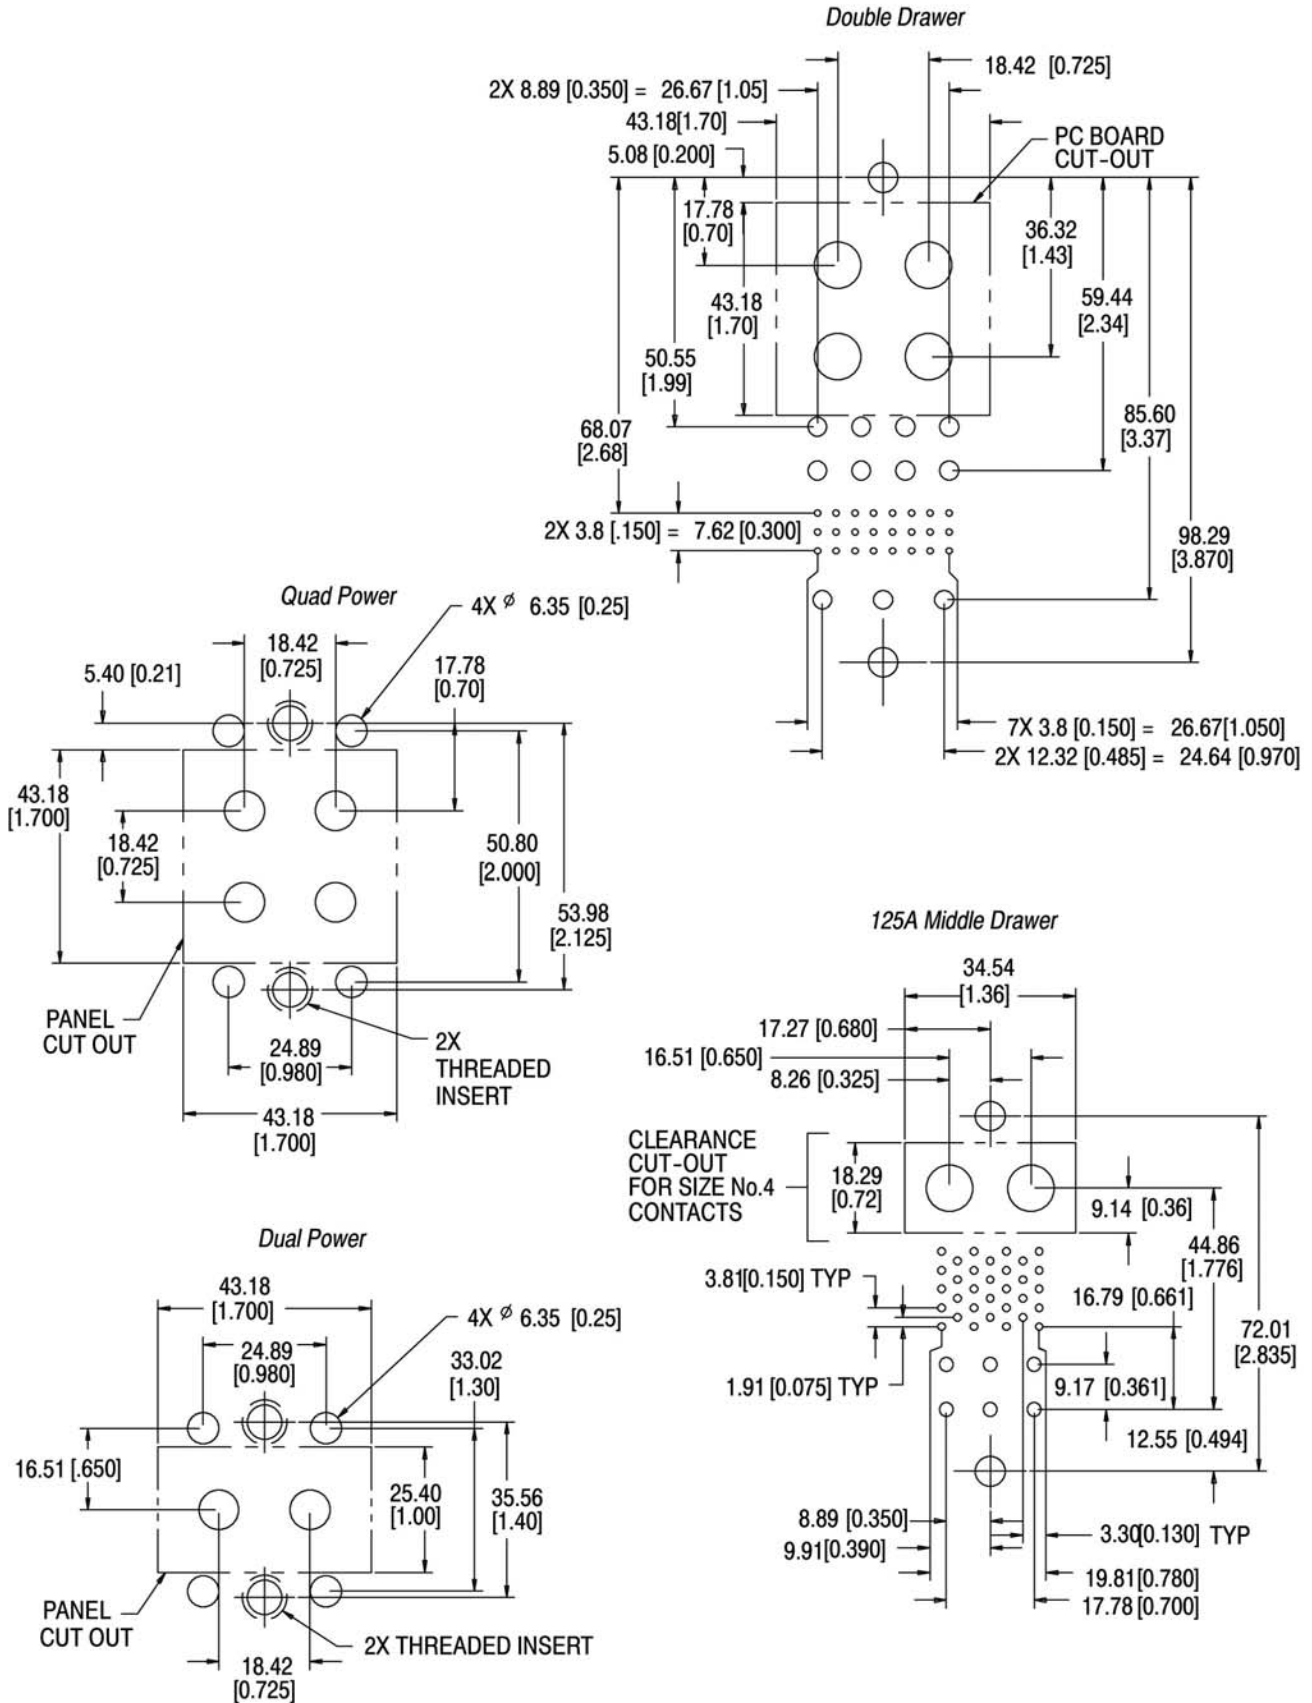 Double Drawer
18.42 [0.725]
2X 8.89 [0.350] = 26.67 [1.05]
43.18[1.70]
5.08 [0.200]
PC BOARD
CUT-OUT
17.78
[0.70]
36.32
[1.43]
43.18
[1.70]
59.44
[2.34]
50.55
[1.99]
85.60
[3.37]
68.07
[2.68]
2X 3.8 [.150] = 7.62 [0.300]
98.29
[3.870]
7X 3.8 [0.150] = 26.67[1.050]
2X 12.32 [0.485] = 24.64 [0.970]
Quad Power
4X ø 6.35 [0.25]
18.42
[0.725]
17.78
[0.70]
5.40 [0.21]
43.18
[1.700]
18.42
[0.725]
50.80
[2.000]
53.98
[2.125]
PANEL
CUT OUT
24.89
[0.980]
2X
THREADED
INSERT
43.18
[1.700]
125A Middle Drawer
34.54
[1.36]
17.27 [0.680]
16.51 [0.650]
8.26 [0.325]
CLEARANCE
CUT-OUT
FOR SIZE No.4
CONTACTS
18.29
[0.72]
9.14 [0.36]
44.86
[1.776]
3.81[0.150] TYP
16.79 [0.661]
72.01
[2.835]
1.91 [0.075] TYP
9.17 [0.361]
12.55 [0.494]
8.89 [0.350]
3.30[0.130] TYP
9.91[0.390]
19.81 [0.780]
17.78 [0.700]
Dual Power
43.18
[1.700]
4X ø 6.35 [0.25]
24.89
[0.980]
33.02
[1.30]
16.51 [.650]
25.40
[1.00]
35.56
[1.40]
PANEL
CUT OUT
2X THREADED INSERT
18.42
[0.725]